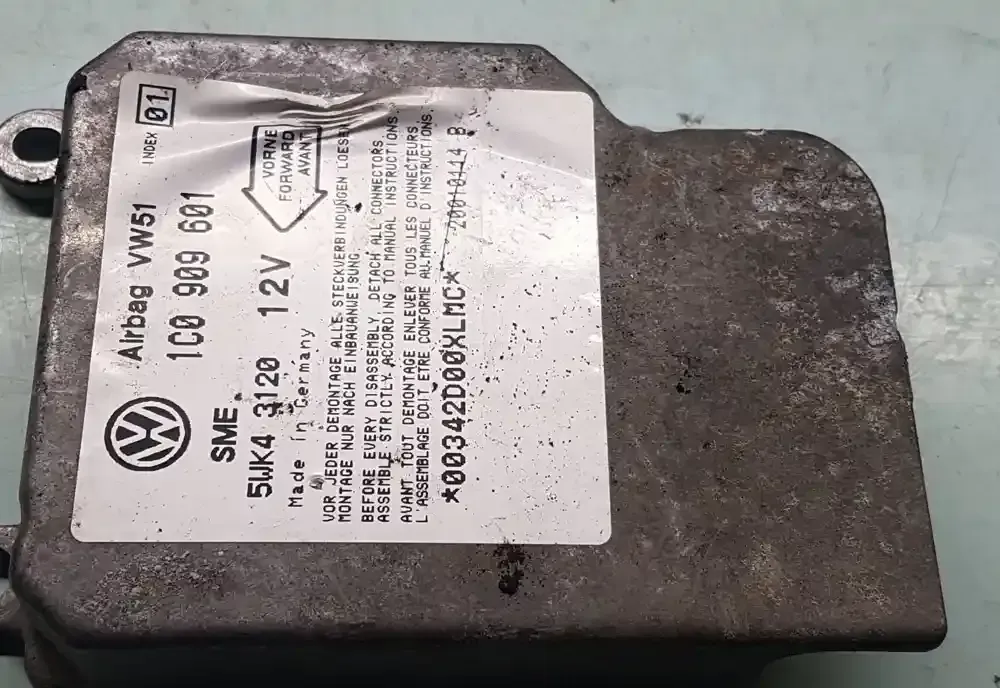 Airbag VW51
INDEX 01.
1C0 909 601
SME
5WK4 3120 12V
Made in Germany
VORNE
FORWARD
AVANT
VOR JEDER DEMONTAGE ALLE STECKVERBINDUNGEN LOESEN
MONTAGE NUR NACH EINBAUANWEISUNG
BEFORE EVERY DISASSEMBLY, DETACH ALL CONNECTORS
ASSEMBLE STRICTLY ACCORDING TO MANUAL INSTRUCTIONS.
AVANT TOUT DEMONTAGE ENLEVER TOUS LES CONNECTEURS
L'ASSEMBLAGE DOIT ETRE CONFORME AU MANUEL D'INSTRUCTIONS.
*00342D00XLMC* 20010114 B